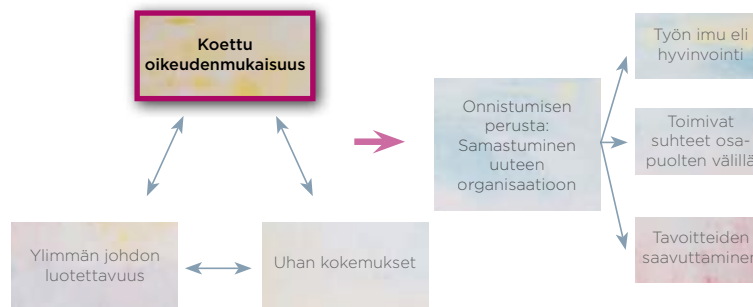 Koettu
oikeudenmukaisuus
Ylimmän johdon
luotettavuus
Uhan kokemukset
Onnistumisen
perusta:
Samastuminen
uuteen
organisaatioon
Työn imu eli
hyvinvointi
Toimivat
suhteet osa-
puolten välillä
Tavoitteiden
saavuttaminen